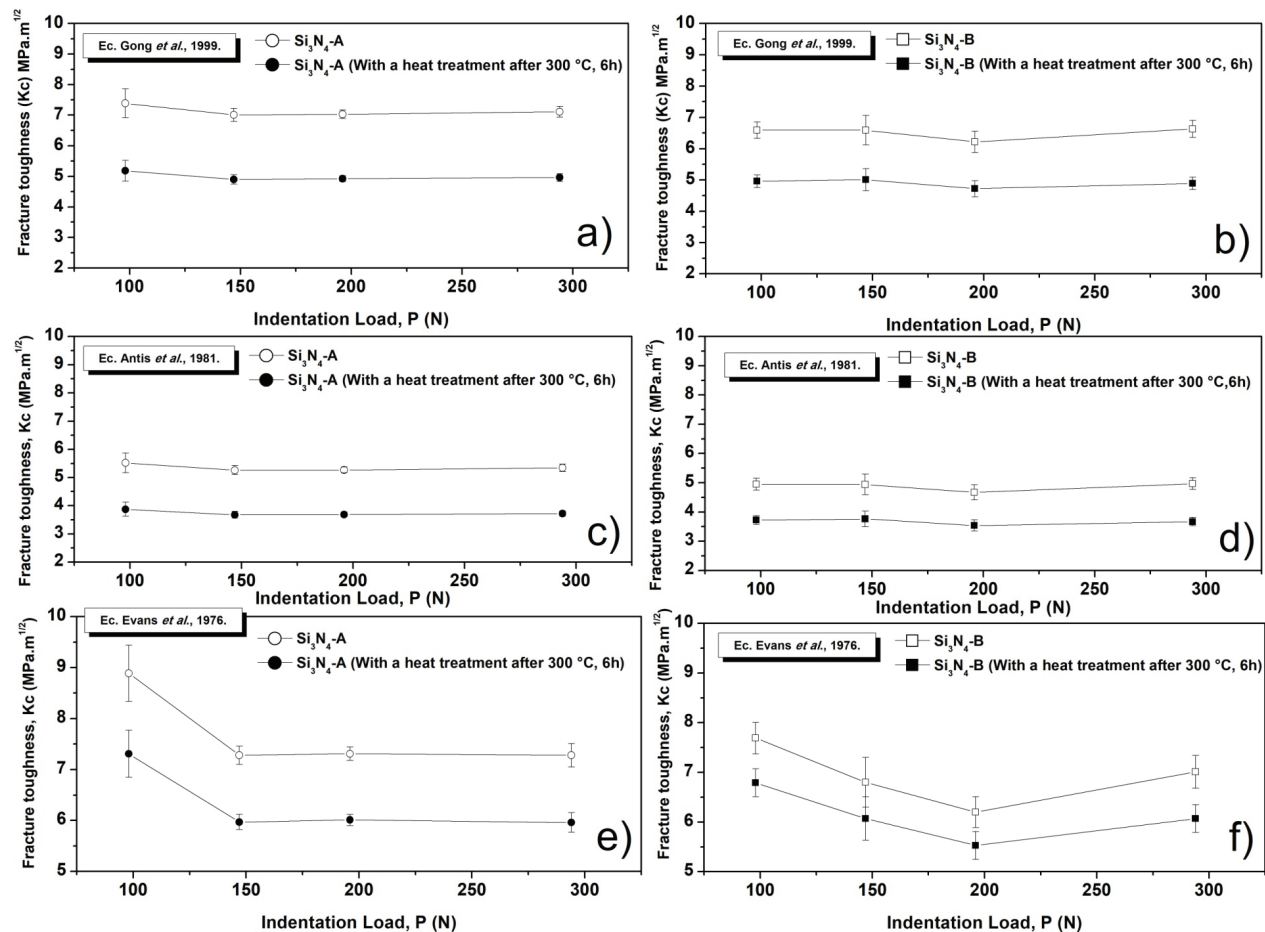 a)
Ec. Gong et al., 1999.
Si₃N₄-A
Si₃N₄-A (With a heat treatment after 300 °C, 6h)
Fracture toughness (Kc) MPa.m^1/2
10
9
8
7
6
5
4
3
2
100
150
200
250
300
Indentation Load, P (N)
b)
Ec. Gong et al., 1999.
Si₃N₄-B
Si₃N₄-B (With a heat treatment after 300 °C, 6h)
Fracture toughness (Kc) MPa.m^1/2
10
9
8
7
6
5
4
3
2
100
150
200
250
300
Indentation Load, P (N)
c)
Ec. Antis et al., 1981.
Si₃N₄-A
Si₃N₄-A (With a heat treatment after 300 °C, 6h)
Fracture toughness, Kc (MPa.m^1/2)
10
9
8
7
6
5
4
3
2
100
150
200
250
300
Indentation Load, P (N)
d)
Ec. Antis et al., 1981.
Si₃N₄-B
Si₃N₄-B (With a heat treatment after 300 °C,6h)
Fracture toughness, Kc (MPa.m^1/2)
10
9
8
7
6
5
4
3
2
100
150
200
250
300
Indentation Load, P (N)
e)
Ec. Evans et al., 1976.
Si₃N₄-A
Si₃N₄-A (With a heat treatment after 300 °C, 6h)
Fracture toughness, Kc (MPa.m^1/2)
10
9
8
7
6
5
100
150
200
250
300
Indentation Load, P (N)
f)
Ec. Evans et al., 1976.
Si₃N₄-B
Si₃N₄-B (With a heat treatment after 300 °C, 6h)
Fracture toughness, Kc (MPa.m^1/2)
10
9
8
7
6
5
100
150
200
250
300
Indentation Load, P (N)